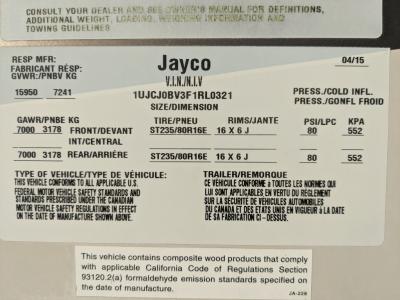 CONSULT YOUR DEALER AND SEE OWNER'S MANUAL FOR DEFINITIONS,
ADDITIONAL WEIGHT, LOADING, WEIGHING INFORMATION AND
TOWING GUIDELINES
RESP MFR: Jayco 04/15
FABRICANT RÉSP:
GVWR:/PNBV KG V.I.N./N.I.V
15950 7241 1UJCJ0BV3F1RL0321 PRESS./COLD INFL.
SIZE/DIMENSION PRESS/GONFL FROID
GAWR/PNBE KG TIRE/PNEU RIMS/JANTE PSI/LPC KPA
7000 3178 FRONT/DEVANT ST235/80R16E 16 X 6 J 80 552
INT/CENTRAL
7000 3178 REAR/ARRIÈRE ST235/80R16E 16 X 6 J 80 552
TYPE OF VEHICLE/TYPE DE VÉHICULE: TRAILER/REMORQUE
THIS VEHICLE CONFORMS TO ALL APPLICABLE U.S. CE VÉHICULE CONFORME à TOUTES LES NORMES QUI
FEDERAL MOTOR VEHICLE SAFETY STANDARDS AND LUI SONT APPLICABLES EN VERTU DU RÈGLEMENT
STANDARDS PRESCRIBED UNDER THE CANADIAN SUR LA SÉCURITÉ DE VÉHICULES AUTOMOBILES
MOTOR VEHICLE SAFETY REGULATIONS IN EFFECT DU CANADA ET DES ÉTATS UNIS EN VIGUEUR à LA
ON THE DATE OF MANUFACTURE SHOWN ABOVE. DATE DE SA FABRICATION CI-DESSUS.
This vehicle contains composite wood products that comply
with applicable California Code of Regulations Section
93120.2(a) formaldehyde emission standards specified on
the date of manufacture. JA-229